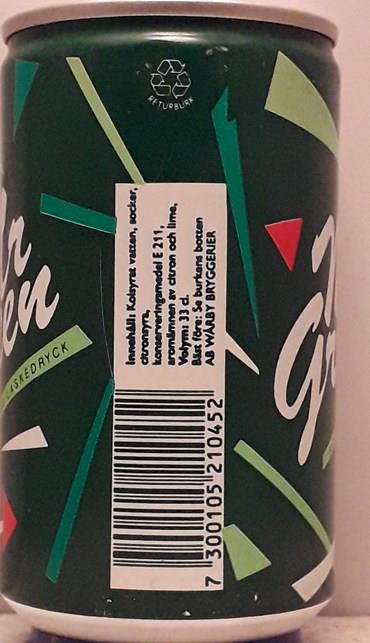 RETURBURK
en
LÄSKEDRYCK
Innehåll: Kolsyrat vatten, socker,
citronsyra,
konserveringsmedel E 211,
aromämnen av citron och lime,
Volym: 33 cl.
Bäst före: Se burkens botten
AB WÅRBY BRYGGERIER
7 300105 210452